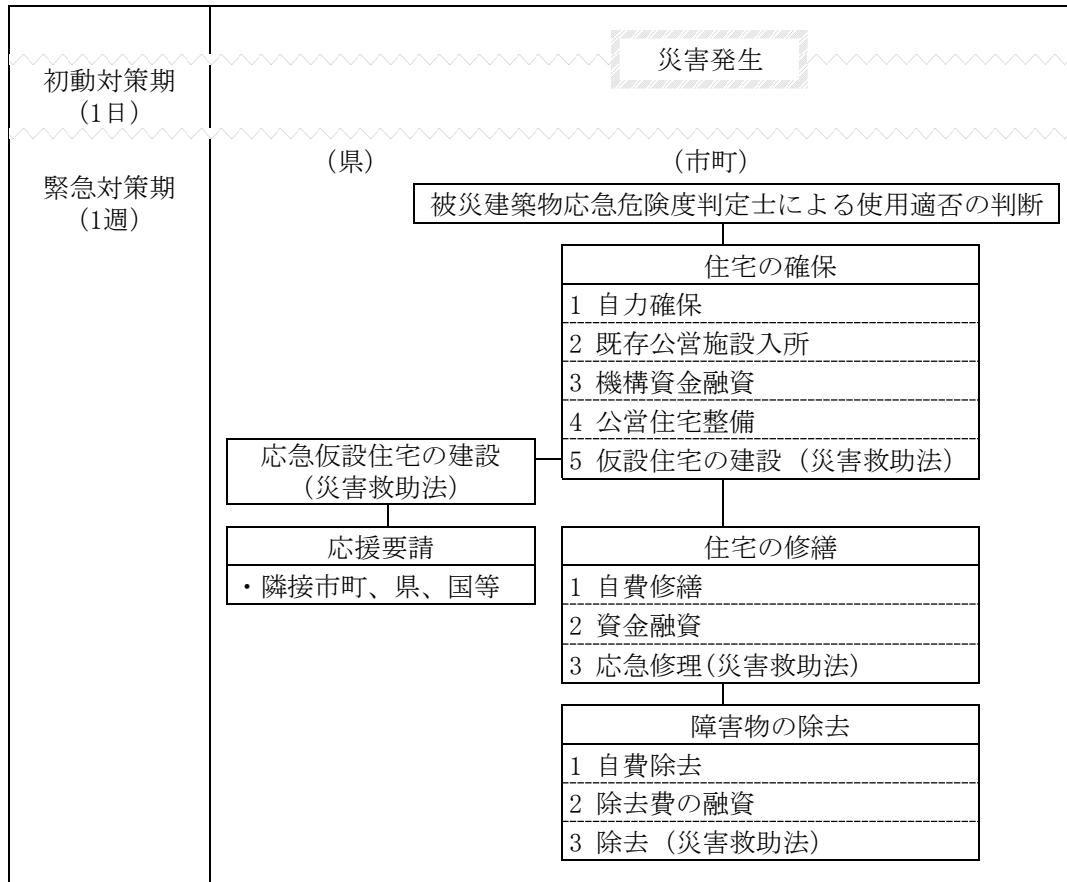 災害発生
初動対策期
(1日)
緊急対策期
(1週)
(県)
(市町)
被災建築物応急危険度判定士による使用適否の判断
住宅の確保
1 自力確保
2 既存公営施設入所
3 機構資金融資
4 公営住宅整備
5 仮設住宅の建設 (災害救助法)
応急仮設住宅の建設
(災害救助法)
応援要請
・隣接市町、県、国等
住宅の修繕
1 自費修繕
2 資金融資
3 応急修理(災害救助法)
障害物の除去
1 自費除去
2 除去費の融資
3 除去 (災害救助法)